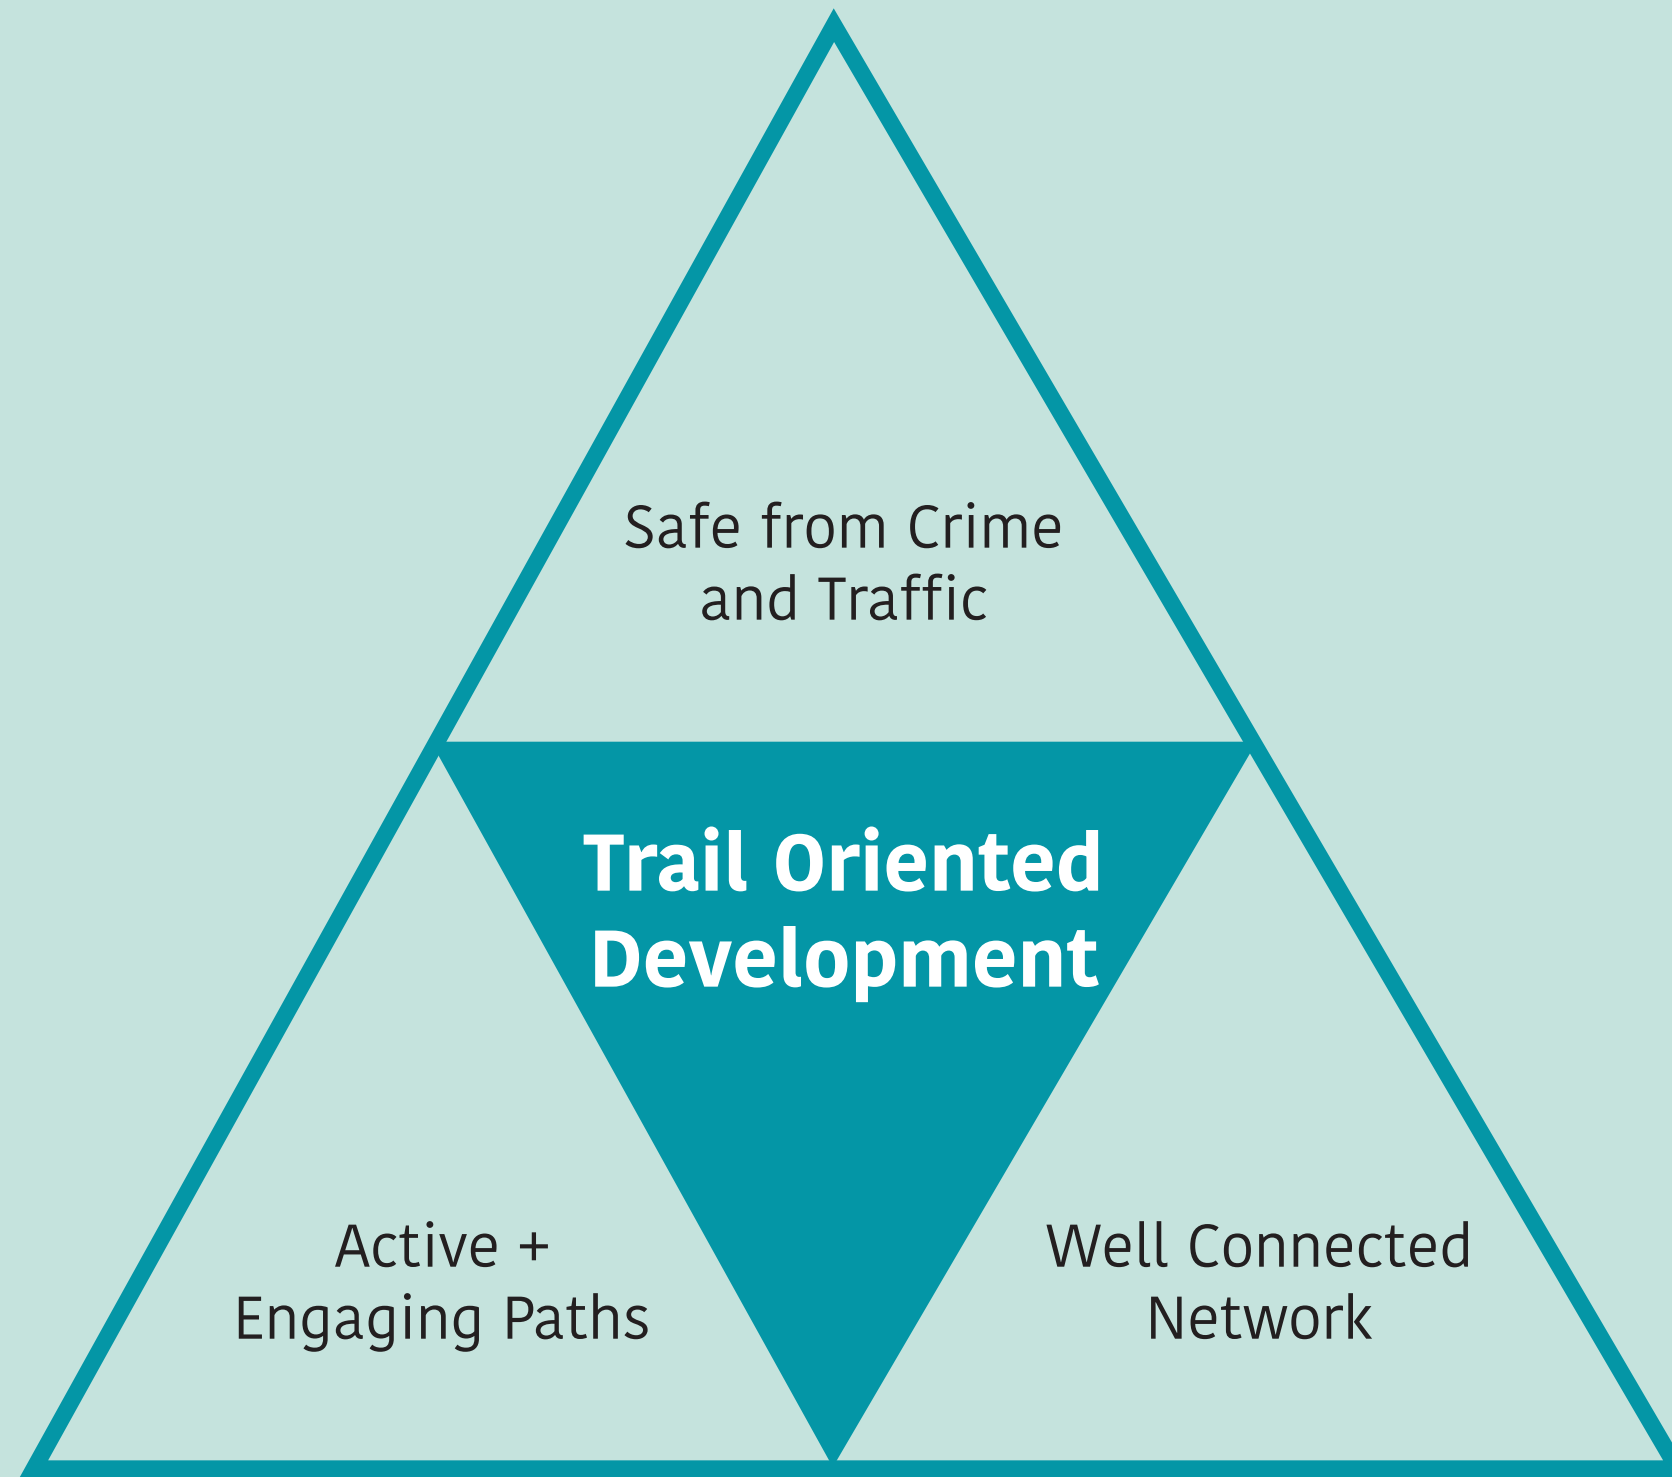 Safe from Crime
and Traffic
Trail Oriented
Development
Active +
Engaging Paths
Well Connected
Network